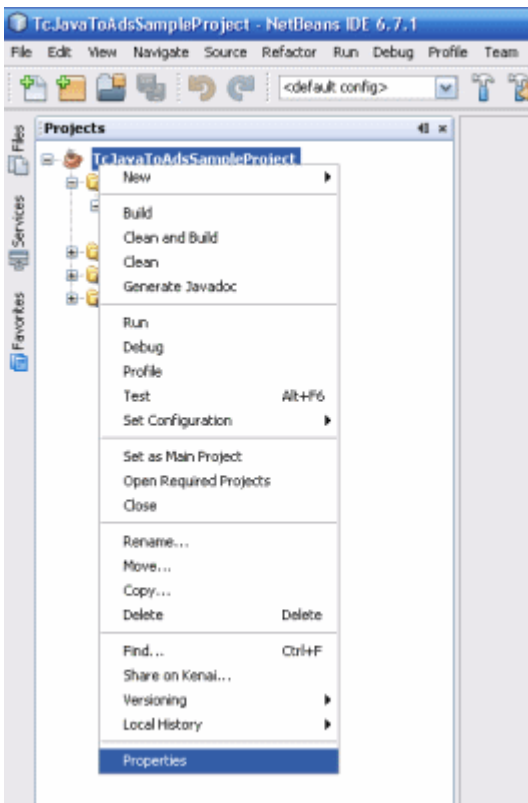 TcJavaToAdsSampleProject - NetBeans IDE 6.7.1
File Edit View Navigate Source Refactor Run Debug Profile Team
<default config>
Files
Services
Favorites
Projects
TcJavaToAdsSampleProject
New
Build
Clean and Build
Clean
Generate Javadoc
Run
Debug
Profile
Test Alt+F6
Set Configuration
Set as Main Project
Open Required Projects
Close
Rename...
Move...
Copy...
Delete Delete
Find... Ctrl+F
Share on Kenai...
Versioning
Local History
Properties